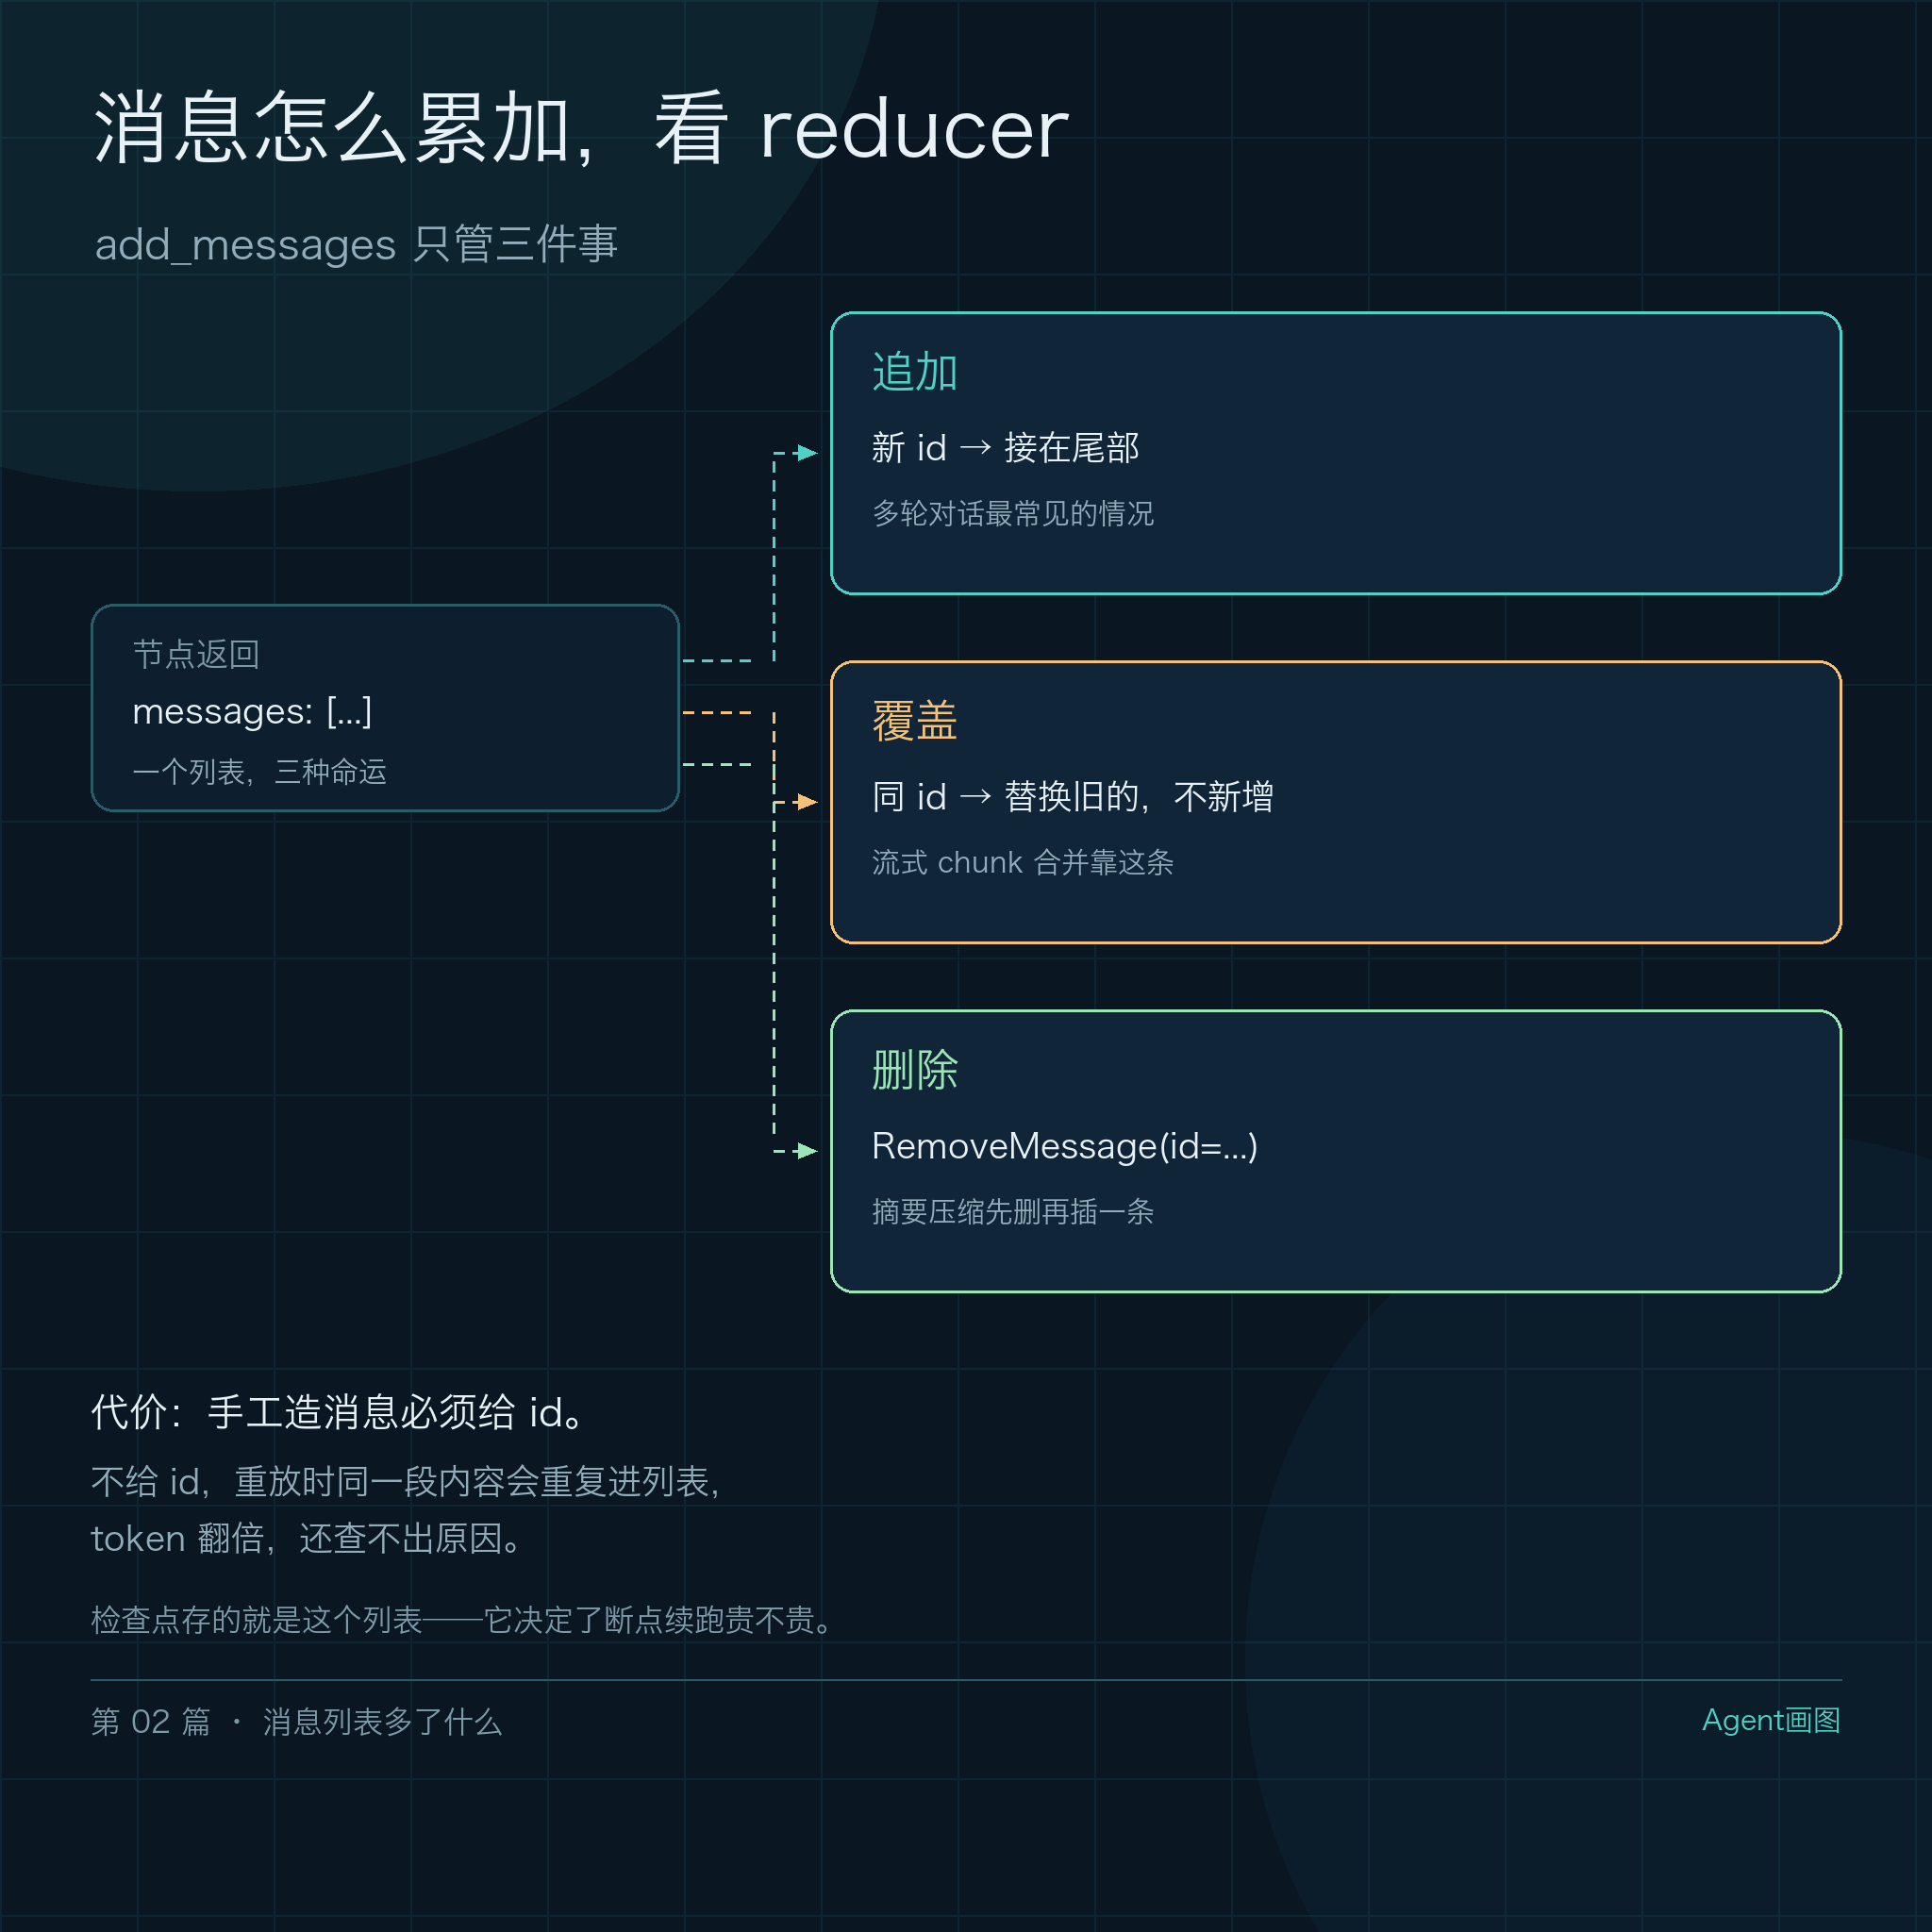 消息怎么累加，看 reducer
add_messages 只管三件事
追加
新 id → 接在尾部
多轮对话最常见的情况
节点返回
messages: [...]
一个列表，三种命运
覆盖
同 id → 替换旧的，不新增
流式 chunk 合并靠这条
删除
RemoveMessage(id=...)
摘要压缩先删再插一条
代价：手工造消息必须给 id。
不给 id，重放时同一段内容会重复进列表，
token 翻倍，还查不出原因。
检查点存的就是这个列表——它决定了断点续跑贵不贵。
第 02 篇 · 消息列表多了什么
Agent画图